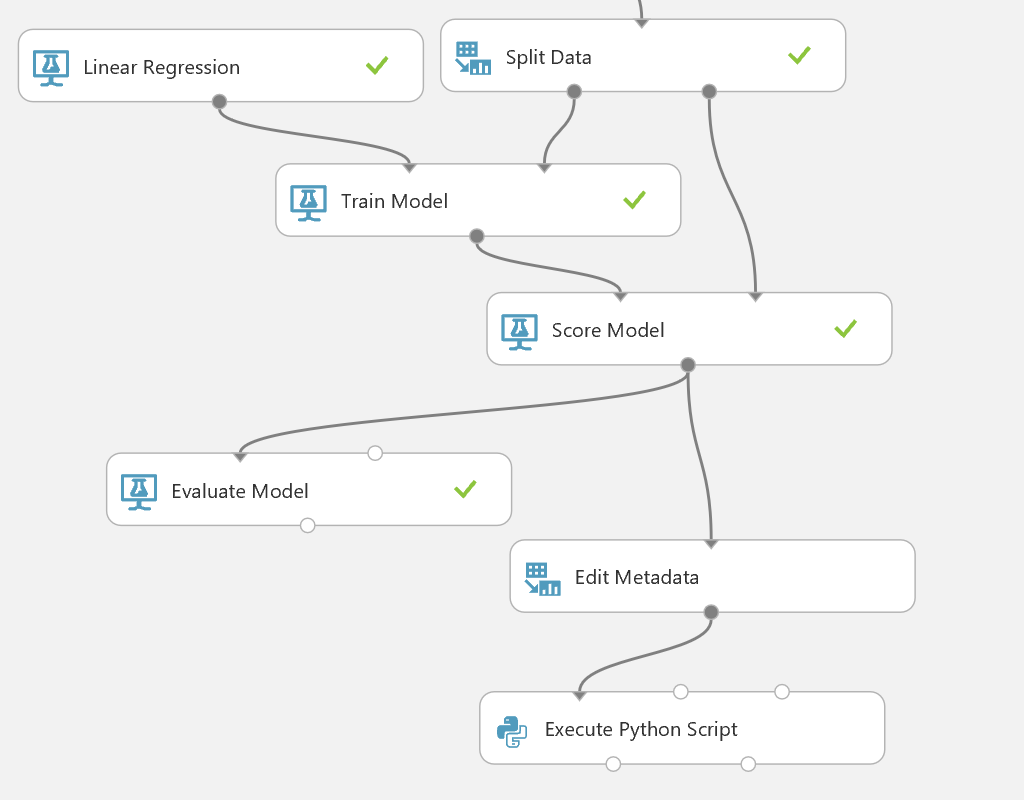 Linear Regression
Split Data
Train Model
Score Model
Evaluate Model
Edit Metadata
Execute Python Script